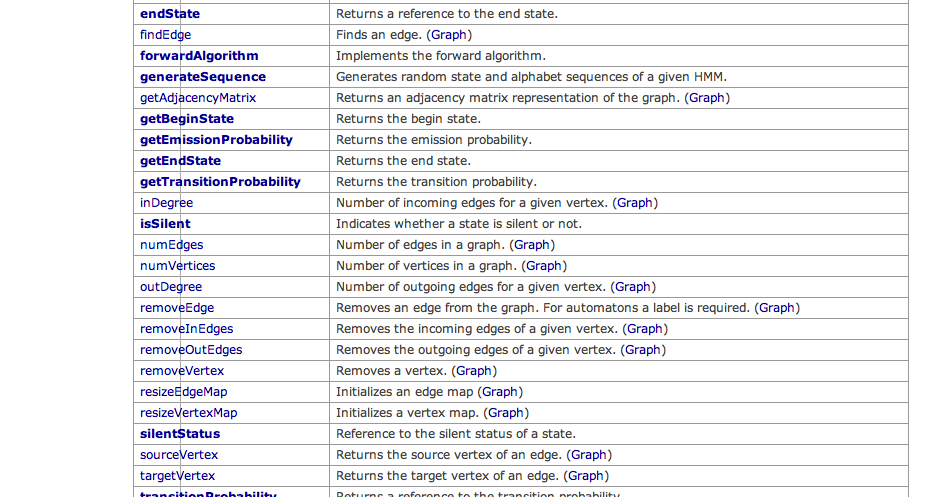 endState Returns a reference to the end state.
findEdge Finds an edge. (Graph)
forwardAlgorithm Implements the forward algorithm.
generateSequence Generates random state and alphabet sequences of a given HMM.
getAdjacencyMatrix Returns an adjacency matrix representation of the graph. (Graph)
getBeginState Returns the begin state.
getEmissionProbability Returns the emission probability.
getEndState Returns the end state.
getTransitionProbability Returns the transition probability.
inDegree Number of incoming edges for a given vertex. (Graph)
isSilent Indicates whether a state is silent or not.
numEdges Number of edges in a graph. (Graph)
numVertices Number of vertices in a graph. (Graph)
outDegree Number of outgoing edges for a given vertex. (Graph)
removeEdge Removes an edge from the graph. For automatons a label is required. (Graph)
removeInEdges Removes the incoming edges of a given vertex. (Graph)
removeOutEdges Removes the outgoing edges of a given vertex. (Graph)
removeVertex Removes a vertex. (Graph)
resizeEdgeMap Initializes an edge map (Graph)
resizeVertexMap Initializes a vertex map. (Graph)
silentStatus Reference to the silent status of a state.
sourceVertex Returns the source vertex of an edge. (Graph)
targetVertex Returns the target vertex of an edge. (Graph)
transitionProbability Returns a reference to the transition probability.